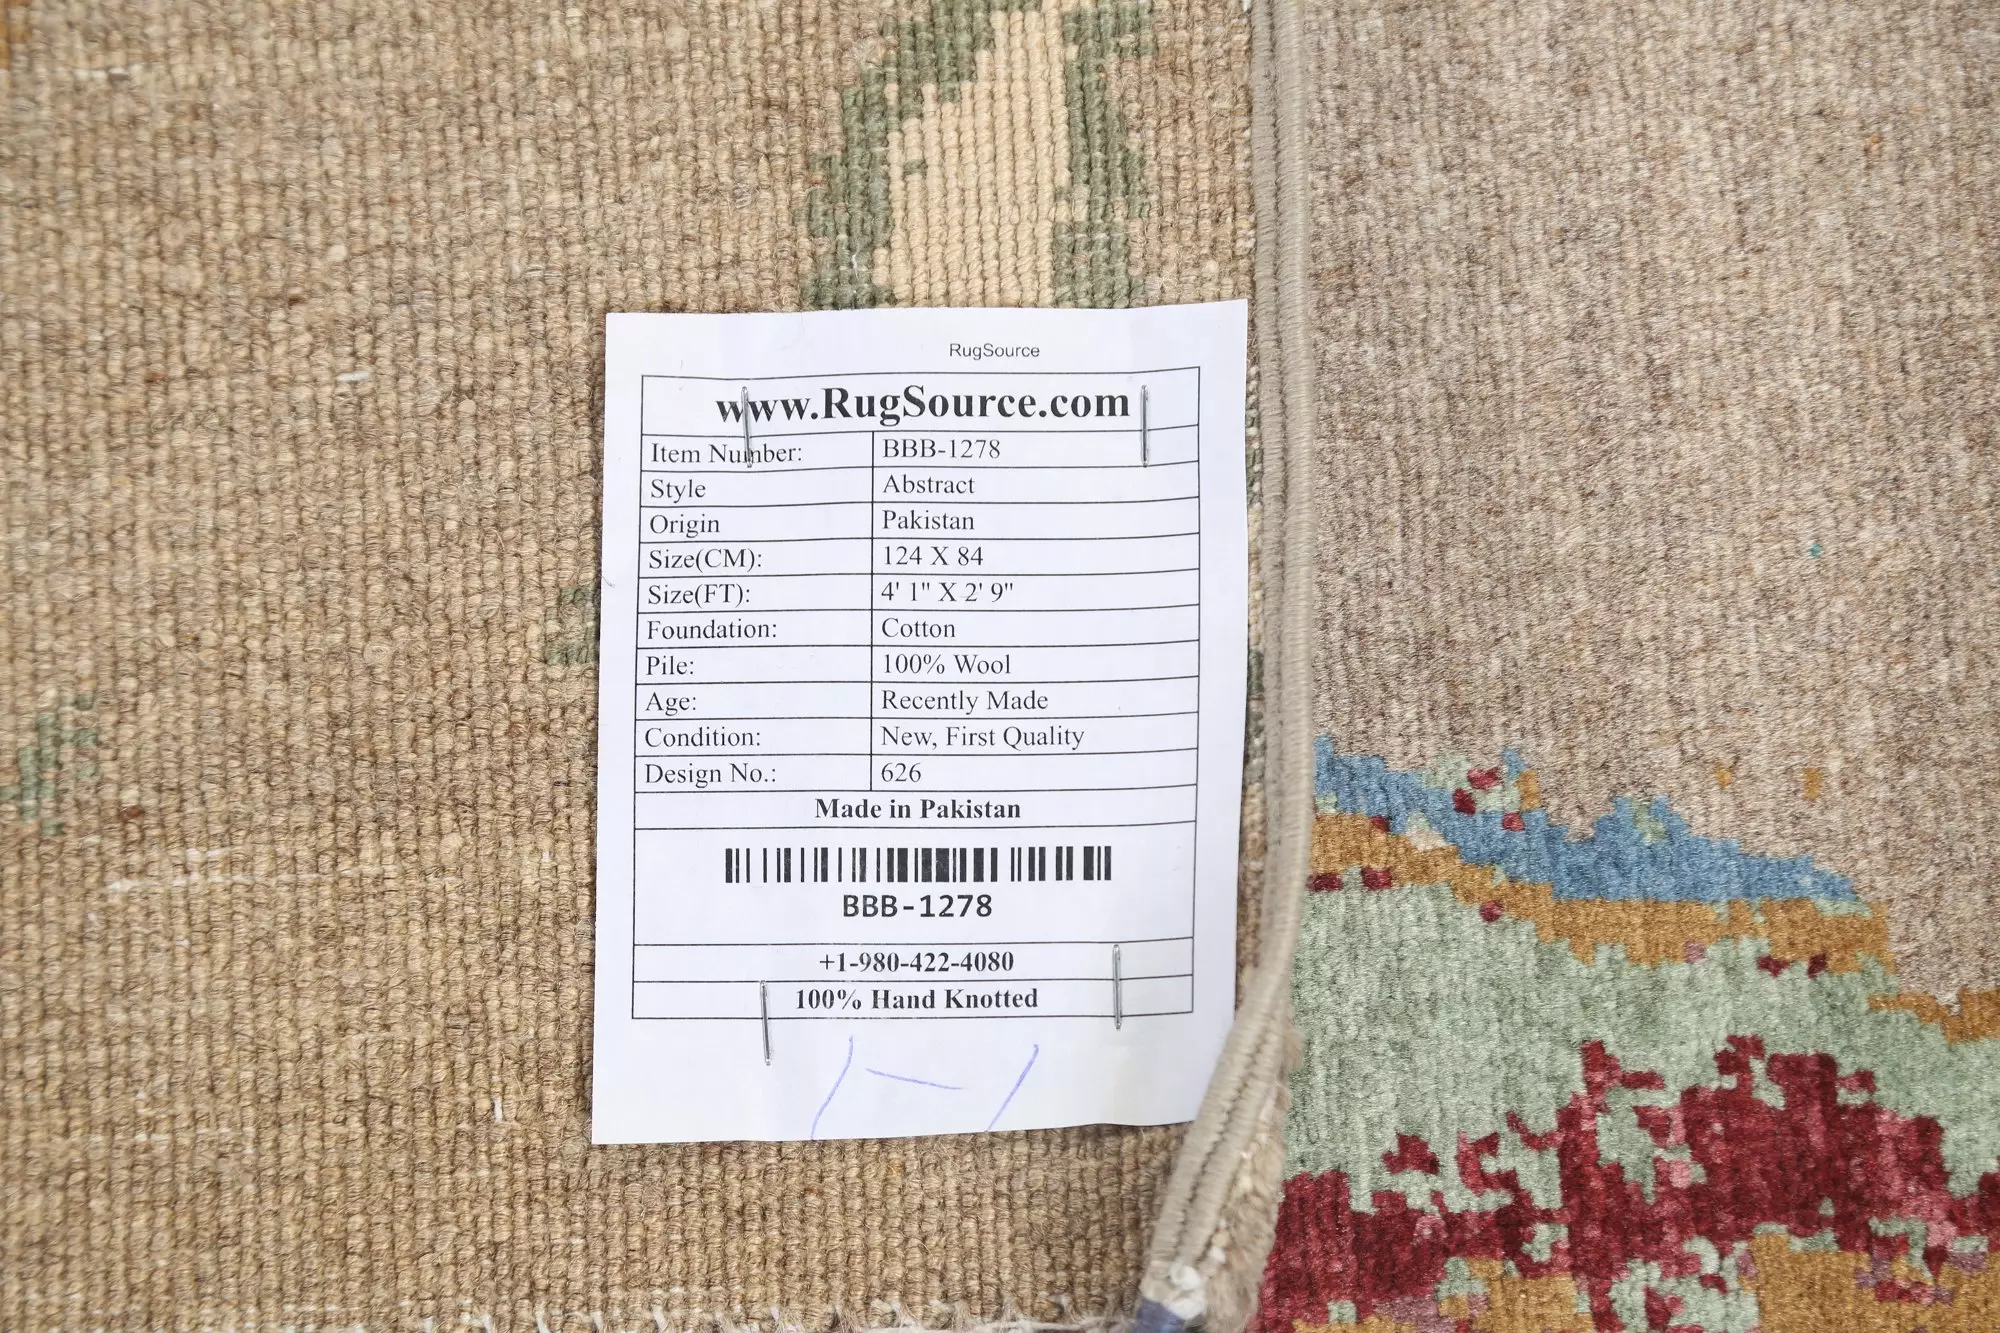 RugSource
www.RugSource.com
Item Number: BBB-1278
Style Abstract
Origin Pakistan
Size(CM): 124 X 84
Size(FT): 4' 1" X 2' 9"
Foundation: Cotton
Pile: 100% Wool
Age: Recently Made
Condition: New, First Quality
Design No.: 626
Made in Pakistan
BBB-1278
+1-980-422-4080
100% Hand Knotted